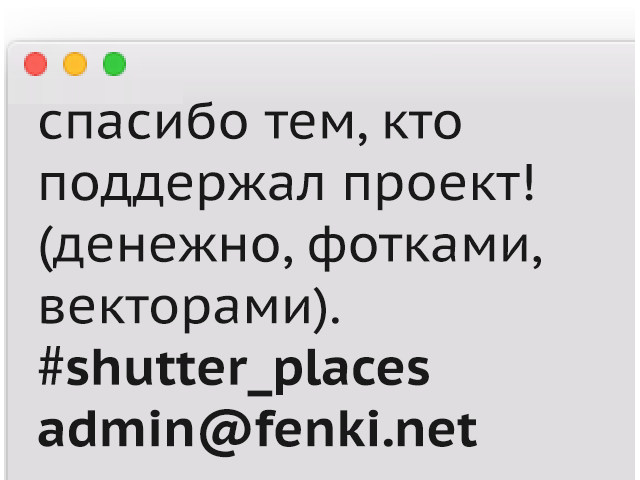 спасибо тем, кто
поддержал проект!
(денежно, фотками,
векторами).
#shutter_places
admin@fenki.net